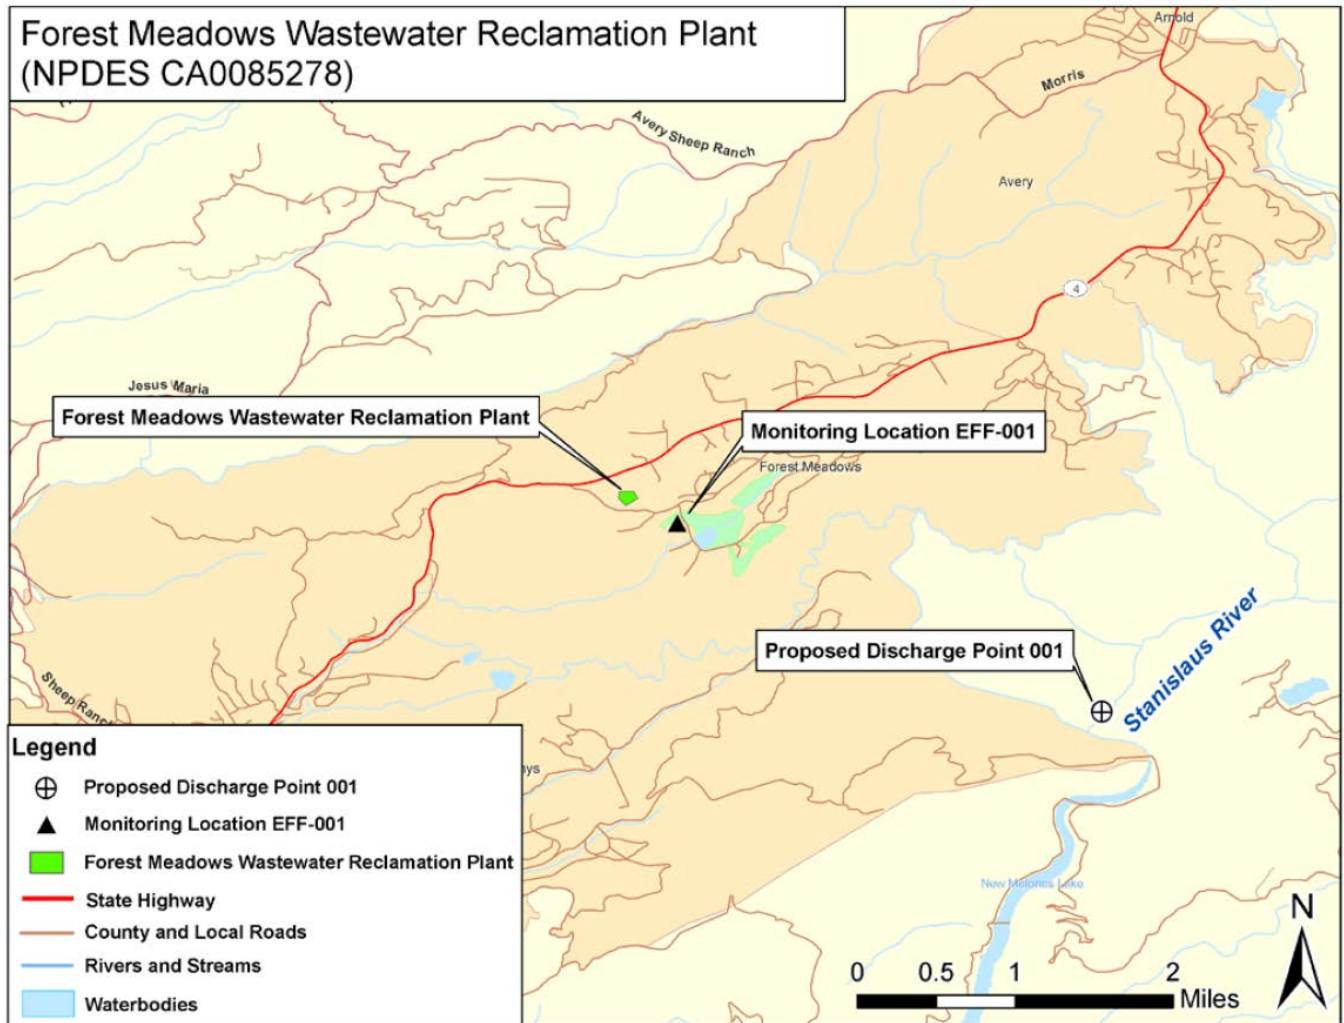 Forest Meadows Wastewater Reclamation Plant
(NPDES CA0085278)
Arnold
Morris
Avery Sheep Ranch
Avery
4
Jesus Maria
Forest Meadows Wastewater Reclamation Plant
Monitoring Location EFF-001
Forest Meadows
Proposed Discharge Point 001
Stanislaus River
Sheep Ranch
New Melones Lake
Legend
Proposed Discharge Point 001
Monitoring Location EFF-001
Forest Meadows Wastewater Reclamation Plant
State Highway
County and Local Roads
Rivers and Streams
Waterbodies
N
0 0.5 1 2
Miles